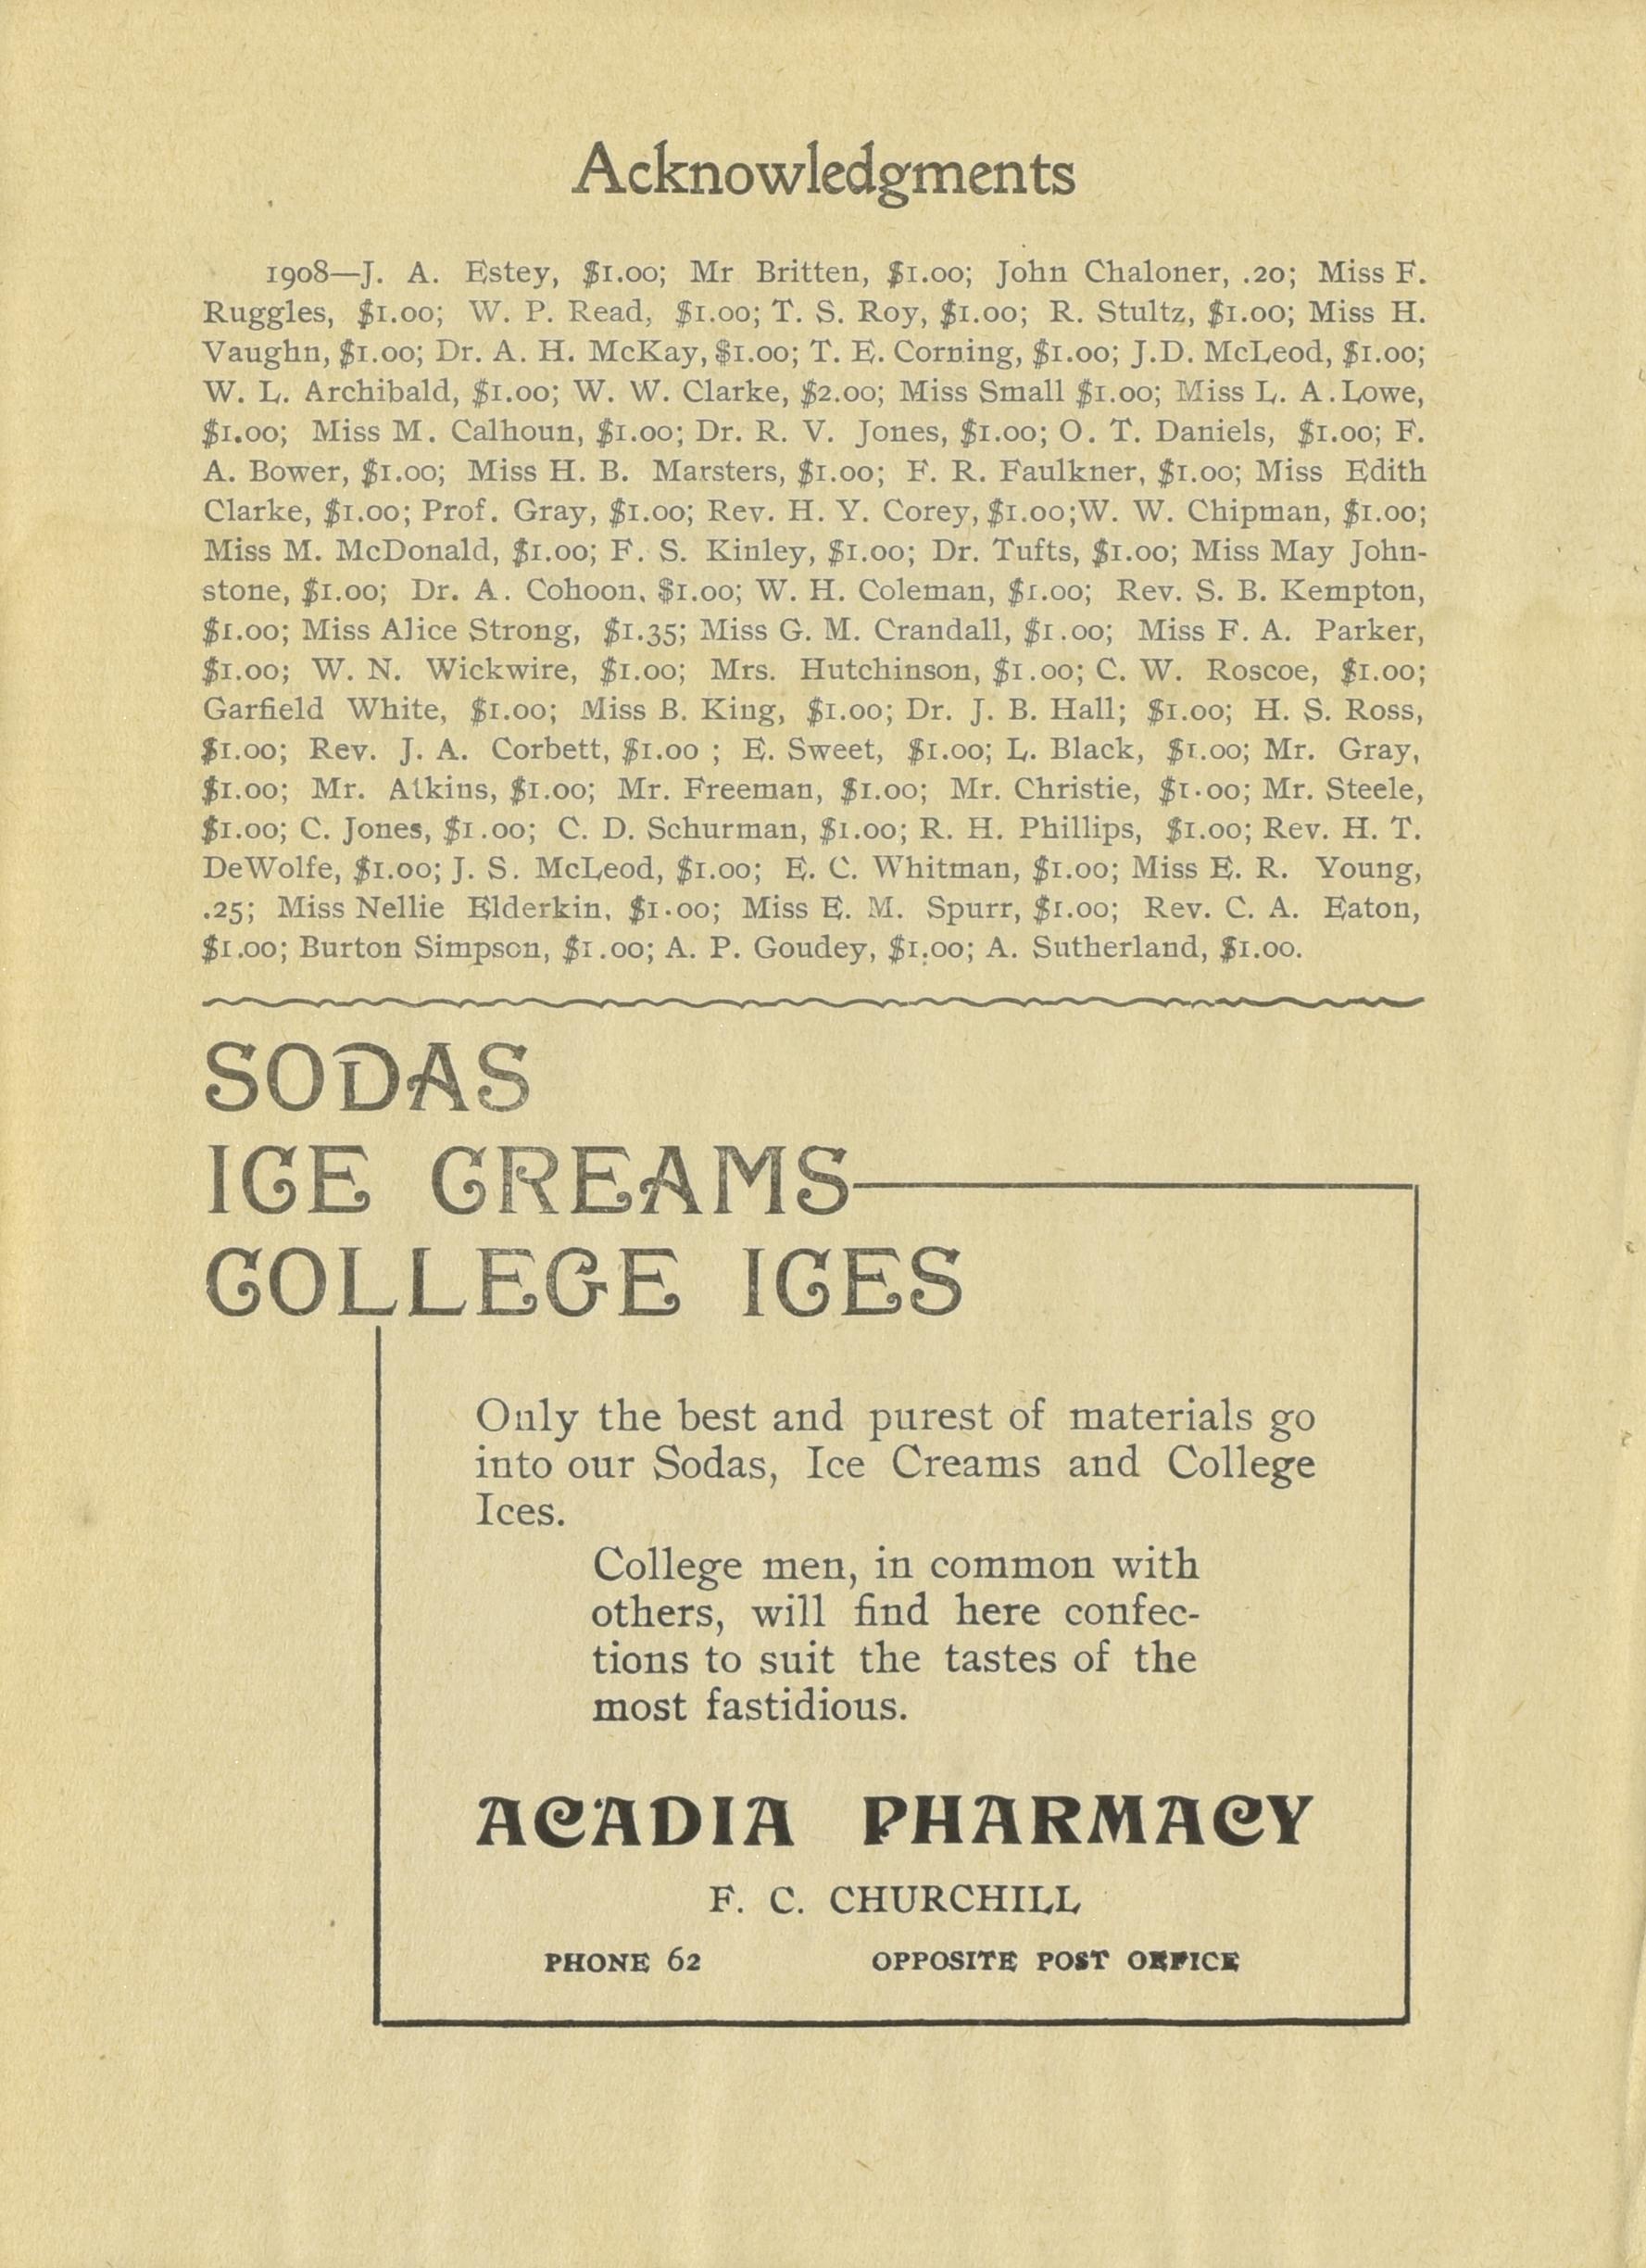 Acknowledgments
1908—J. A. Estey, $1.00; Mr Britten, $1.00; John Chaloner, .20; Miss F.
Ruggles, $1.00; W. P. Read, $1.00; T. S. Roy, $1.00; R. Stultz, $1.00; Miss H.
Vaughn, $1.00; Dr. A. H. McKay, $1.00; T. E. Corning, $1.00; J.D. McLeod, $1.00;
W. L. Archibald, $1.00; W. W. Clarke, $2.00; Miss Small $1.00; Miss L. A. Lowe,
$1.00; Miss M. Calhoun, $1.00; Dr. R. V. Jones, $1.00; O. T. Daniels, $1.00; F.
A. Bower, $1.00; Miss H. B. Marsters, $1.00; F. R. Faulkner, $1.00; Miss Edith
Clarke, $1.00; Prof. Gray, $1.00; Rev. H. Y. Corey, $1.00;W. W. Chipman, $1.00;
Miss M. McDonald, $1.00; F. S. Kinley, $1.00; Dr. Tufts, $1.00; Miss May John-
stone, $1.00; Dr. A. Cohoon, $1.00; W. H. Coleman, $1.00; Rev. S. B. Kempton,
$1.00; Miss Alice Strong, $1.35; Miss G. M. Crandall, $1.00; Miss F. A. Parker,
$1.00; W. N. Wickwire, $1.00; Mrs. Hutchinson, $1.00; C. W. Roscoe, $1.00;
Garfield White, $1.00; Miss B. King, $1.00; Dr. J. B. Hall; $1.00; H. S. Ross,
$1.00; Rev. J. A. Corbett, $1.00 ; E. Sweet, $1.00; L. Black, $1.00; Mr. Gray,
$1.00; Mr. Atkins, $1.00; Mr. Freeman, $1.00; Mr. Christie, $1.00; Mr. Steele,
$1.00; C. Jones, $1.00; C. D. Schurman, $1.00; R. H. Phillips, $1.00; Rev. H. T.
DeWolfe, $1.00; J. S. McLeod, $1.00; E. C. Whitman, $1.00; Miss E. R. Young,
.25; Miss Nellie Elderkin, $1.00; Miss E. M. Spurr, $1.00; Rev. C. A. Eaton,
$1.00; Burton Simpson, $1.00; A. P. Goudey, $1.00; A. Sutherland, $1.00.
SODAS
ICE CREAMS
COLLEGE ICES
Only the best and purest of materials go
into our Sodas, Ice Creams and College
Ices.
College men, in common with
others, will find here confec-
tions to suit the tastes of the
most fastidious.
ACADIA PHARMACY
F. C. CHURCHILL
PHONE 62 OPPOSITE POST OFFICE